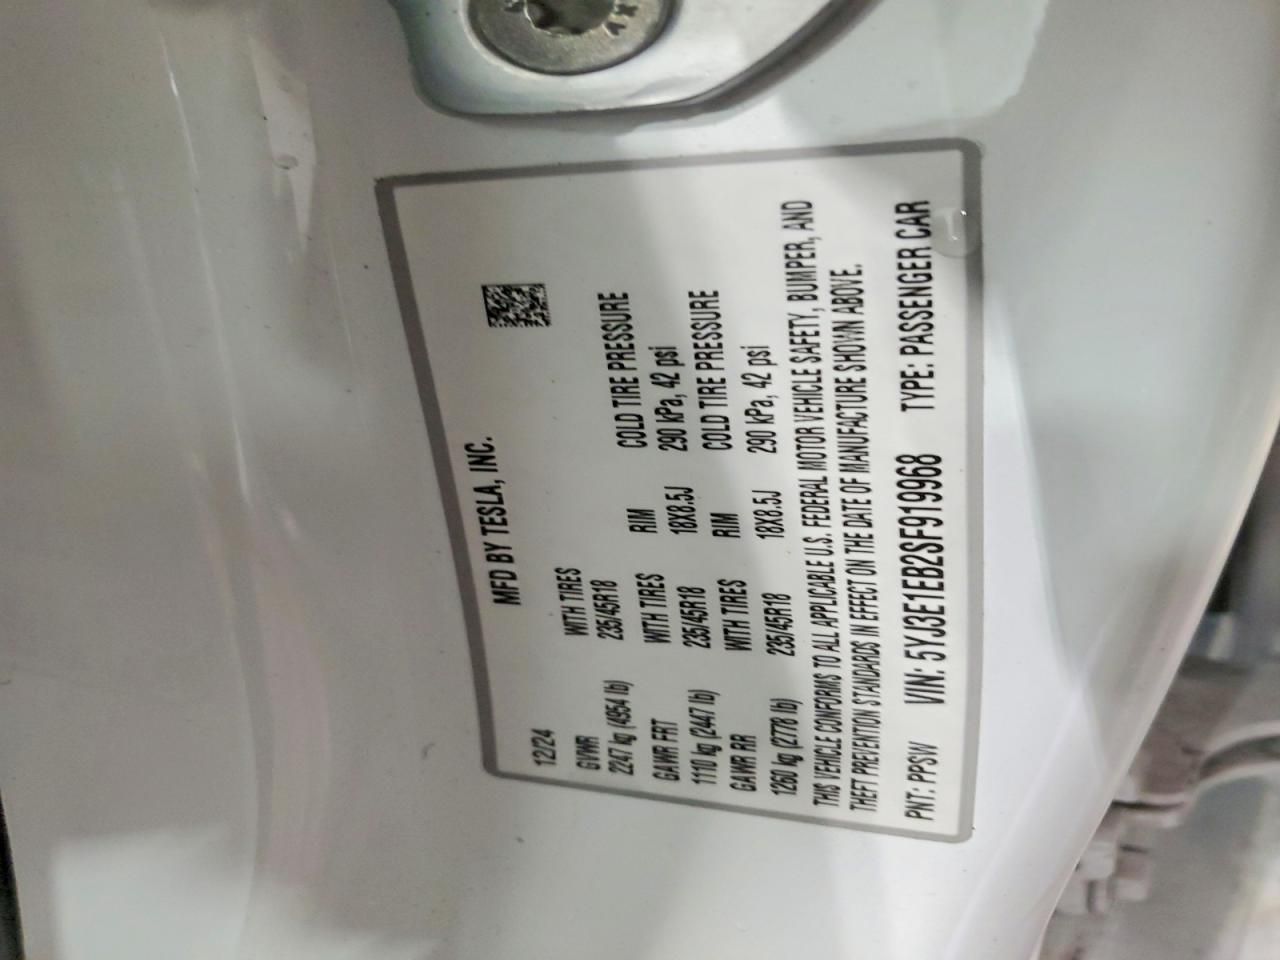 MFD BY TESLA, INC.
12/24
GVWR WITH TIRES
2247 kg (4954 lb) 235/45R18
GAWR FRT WITH TIRES RIM COLD TIRE PRESSURE
1110 kg (2447 lb) 235/45R18 18X8.5J 290 kPa, 42 psi
GAWR RR WITH TIRES RIM COLD TIRE PRESSURE
1260 kg (2778 lb) 235/45R18 18X8.5J 290 kPa, 42 psi
THIS VEHICLE CONFORMS TO ALL APPLICABLE U.S. FEDERAL MOTOR VEHICLE SAFETY, BUMPER, AND
THEFT PREVENTION STANDARDS IN EFFECT ON THE DATE OF MANUFACTURE SHOWN ABOVE.
PNT: PPSW VIN: 5YJ3E1EB2SF919968 TYPE: PASSENGER CAR